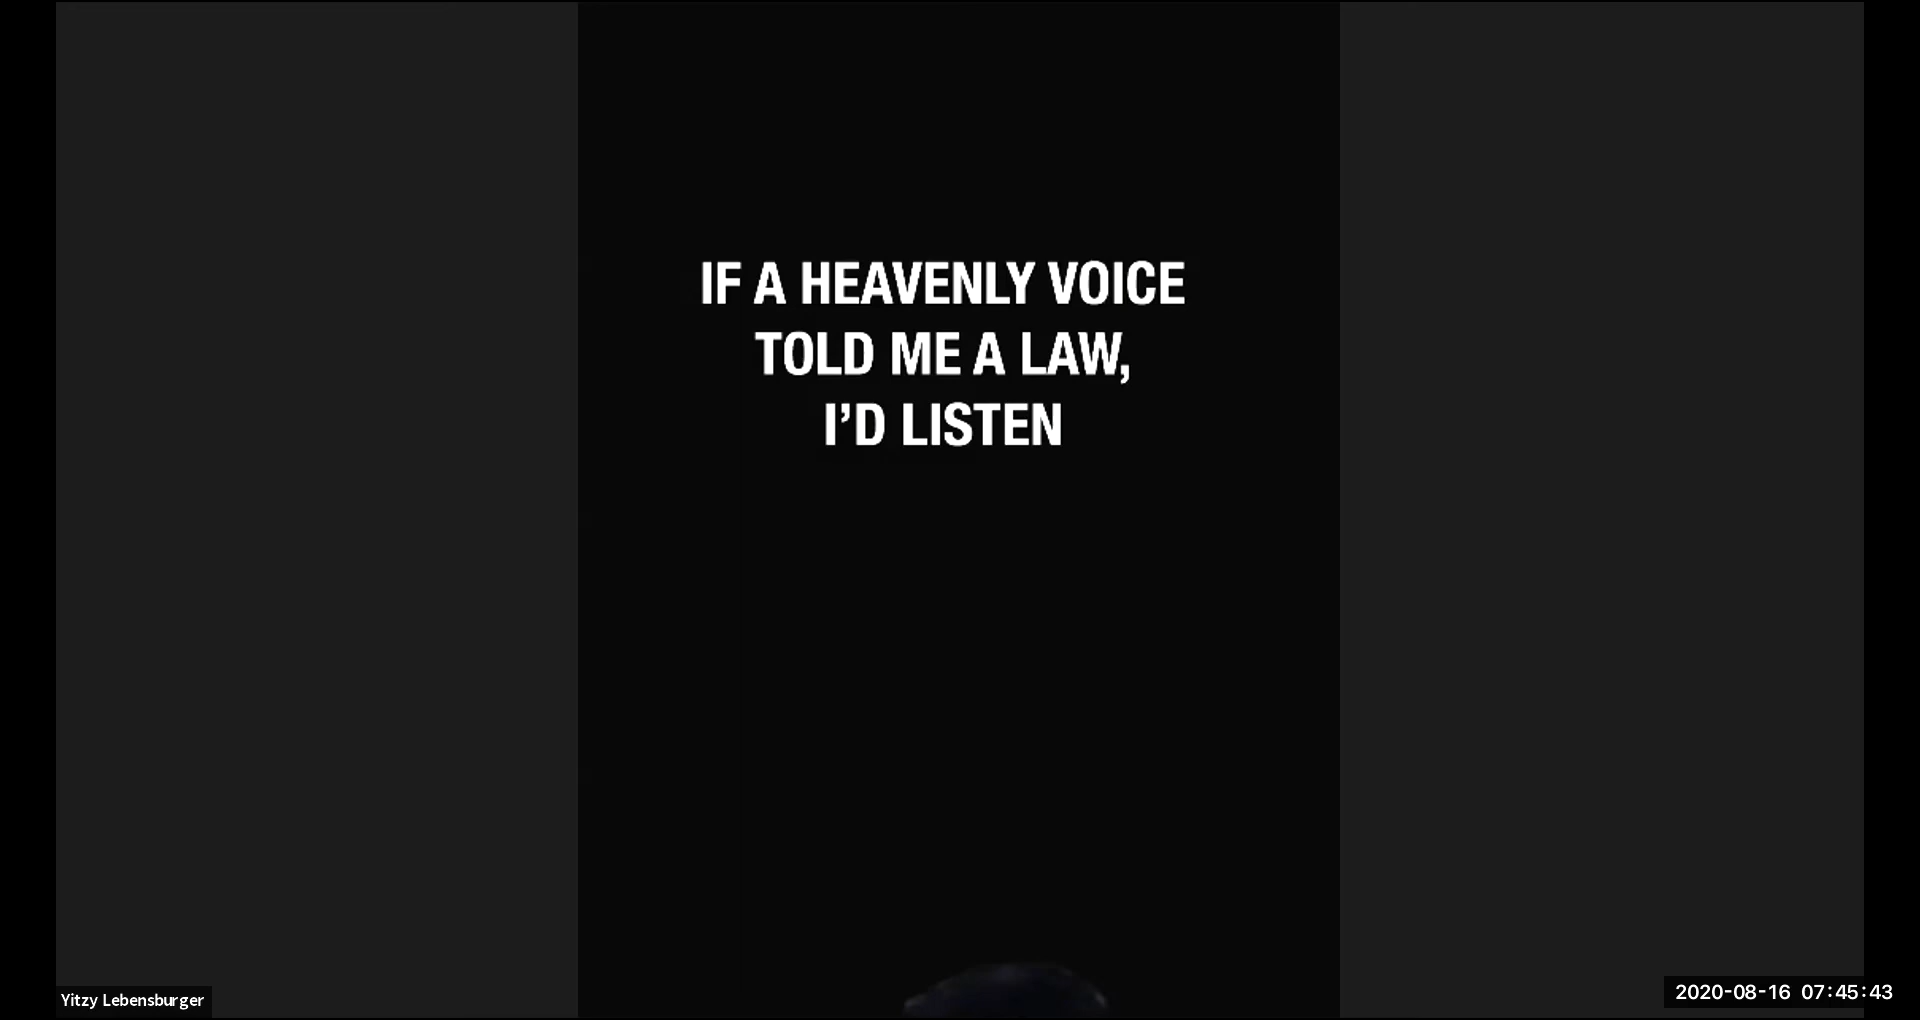 IF A HEAVENLY VOICE
TOLD ME A LAW,
I’D LISTEN
Yitzy Lebensburger
2020-08-16 07:45:43